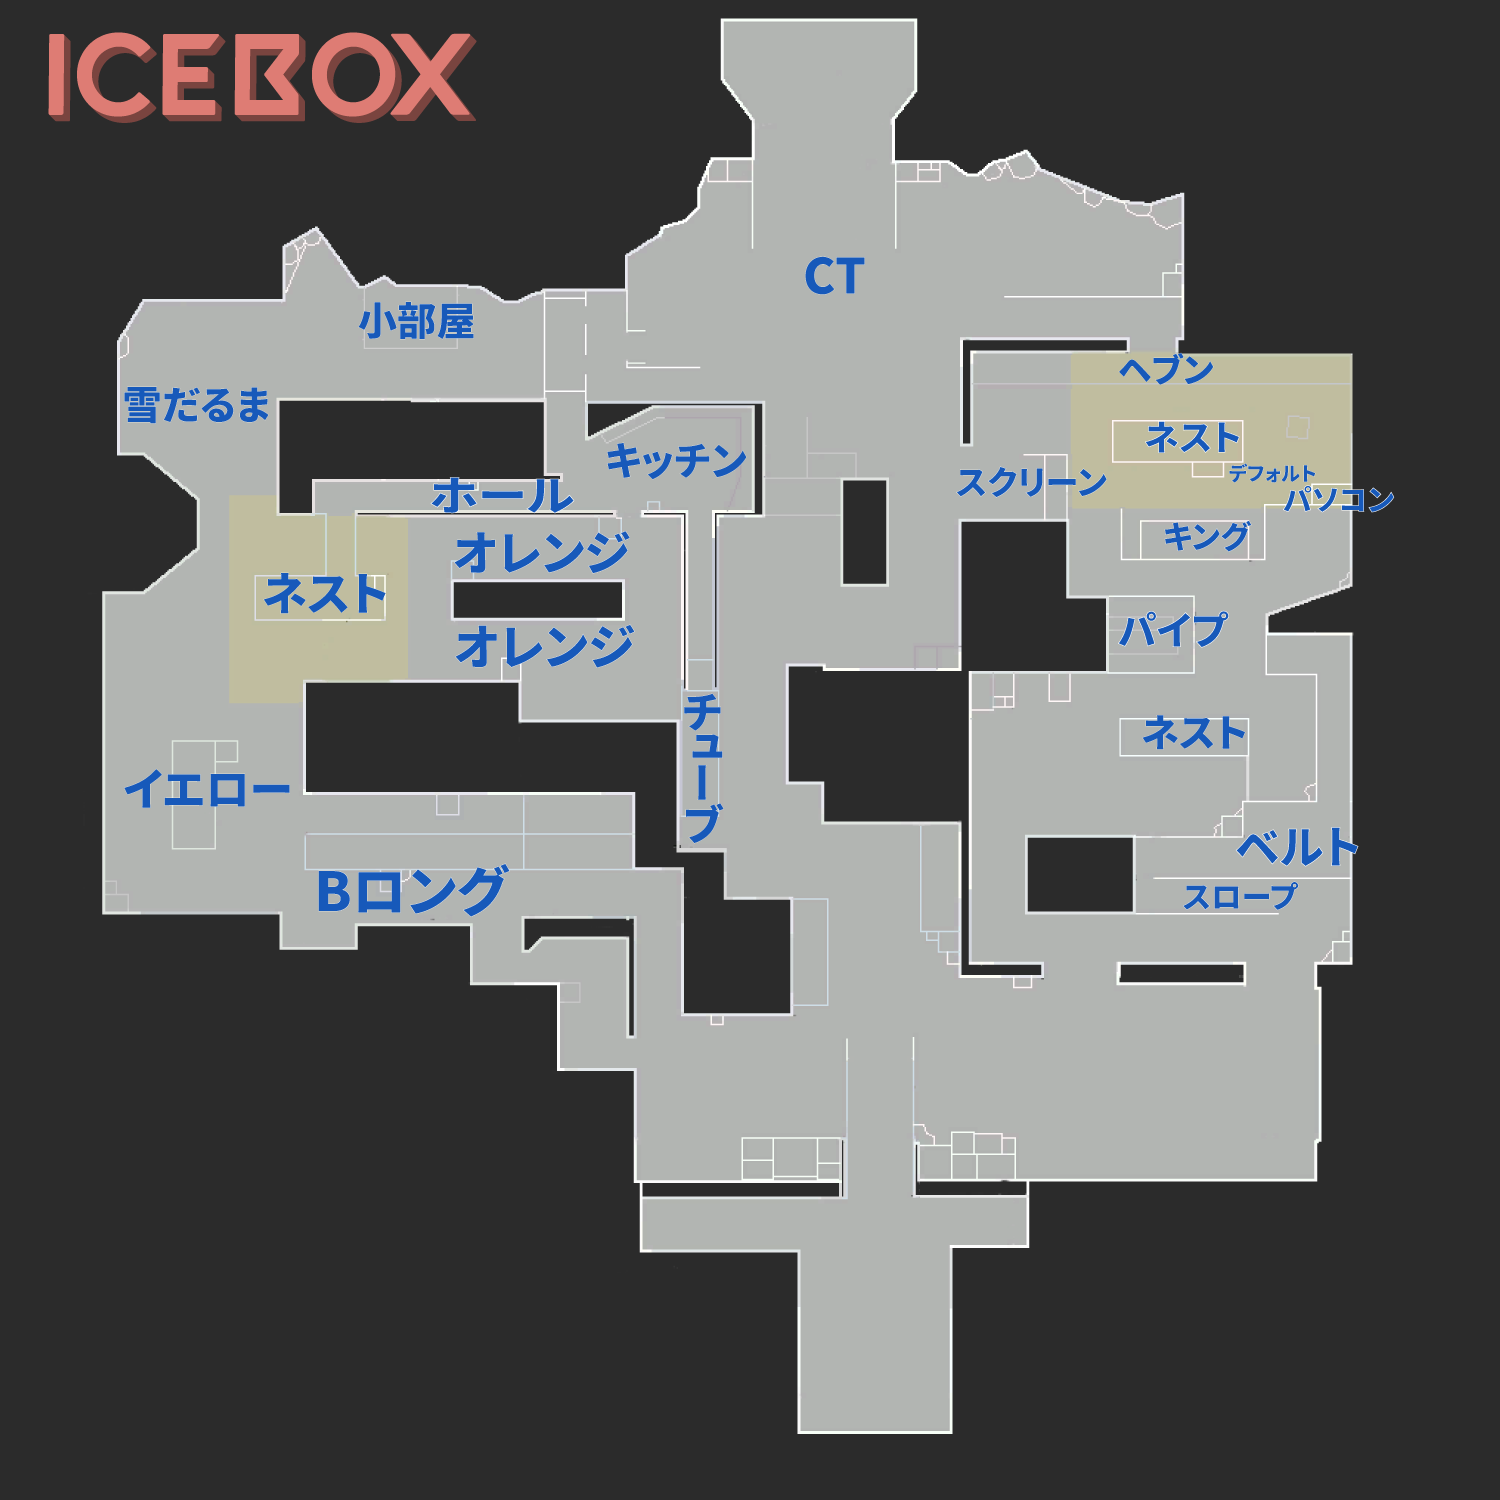 ICEBOX
CT
小部屋
雪だるま
ヘブン
ネスト
キッチン
デフォルト
スクリーン
パソコン
ホール
キング
オレンジ
ネスト
パイプ
オレンジ
チューブ
ネスト
イエロー
ベルト
Bロング
スロープ